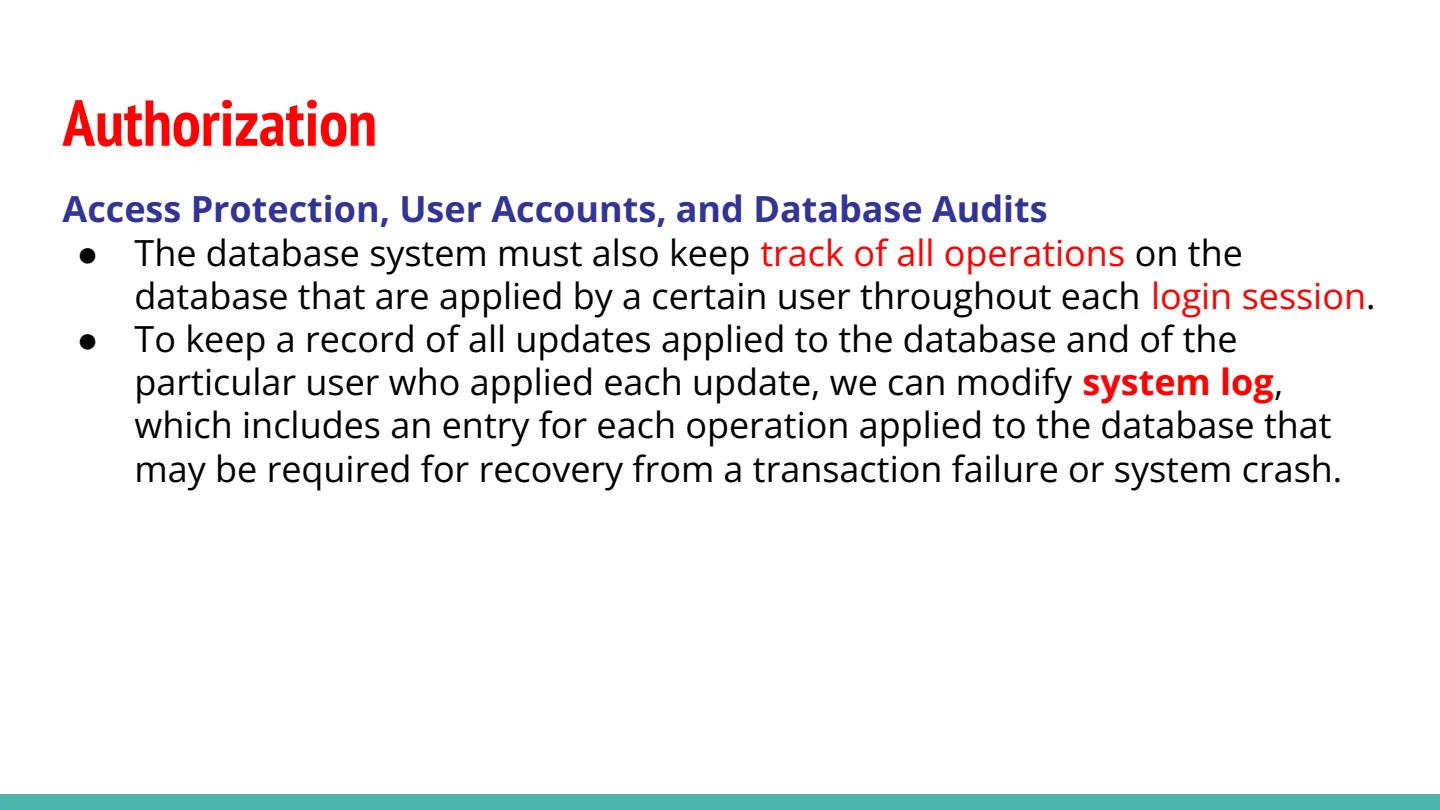 Authorization
Access Protection, User Accounts, and Database Audits
● The database system must also keep track of all operations on the
database that are applied by a certain user throughout each login session.
● To keep a record of all updates applied to the database and of the
particular user who applied each update, we can modify system log,
which includes an entry for each operation applied to the database that
may be required for recovery from a transaction failure or system crash.